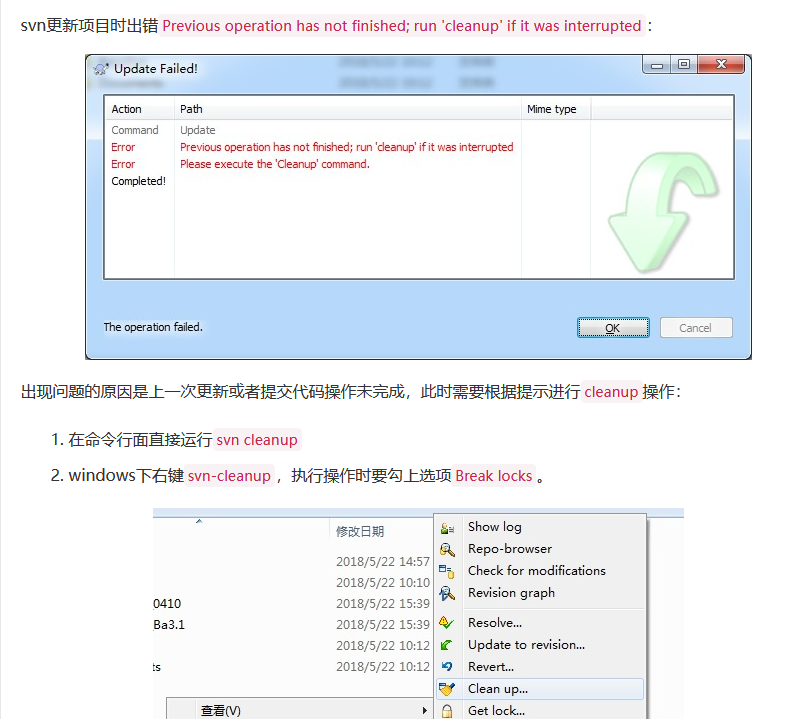 svn更新项目时出错 Previous operation has not finished; run 'cleanup' if it was interrupted：
Update Failed!
Action Path Mime type
Command Update
Error Previous operation has not finished; run 'cleanup' if it was interrupted
Error Please execute the 'Cleanup' command.
Completed!
The operation failed.
OK Cancel
出现问题的原因是上一次更新或者提交代码操作未完成，此时需要根据提示进行 cleanup 操作：
1. 在命令行面直接运行 svn cleanup
2. windows下右键 svn-cleanup ，执行操作时要勾上选项 Break locks 。
修改日期
2018/5/22 14:57
2018/5/22 10:10
0410 2018/5/22 15:39
Ba3.1 2018/5/22 15:39
2018/5/22 10:12
ts 2018/5/22 10:12
Show log
Repo-browser
Check for modifications
Revision graph
Resolve...
Update to revision...
Revert...
Clean up...
Get lock...
查看(V)